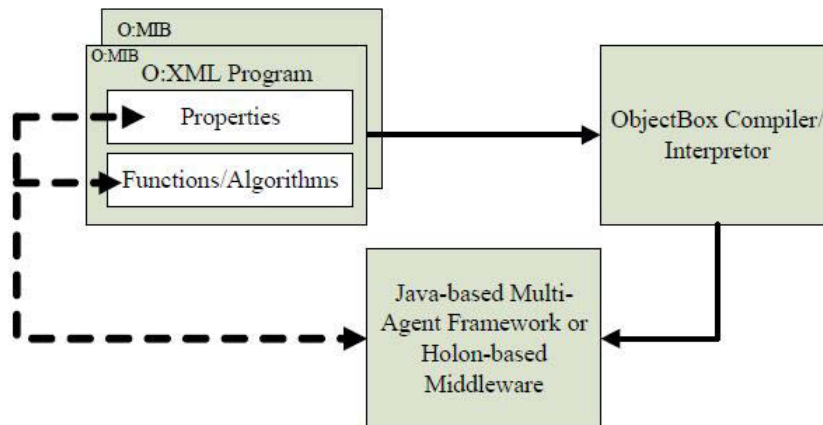 O:MIB
O:MIB
O:XML Program
Properties
Functions/Algorithms
ObjectBox Compiler/
Interpretor
Java-based Multi-
Agent Framework or
Holon-based
Middleware